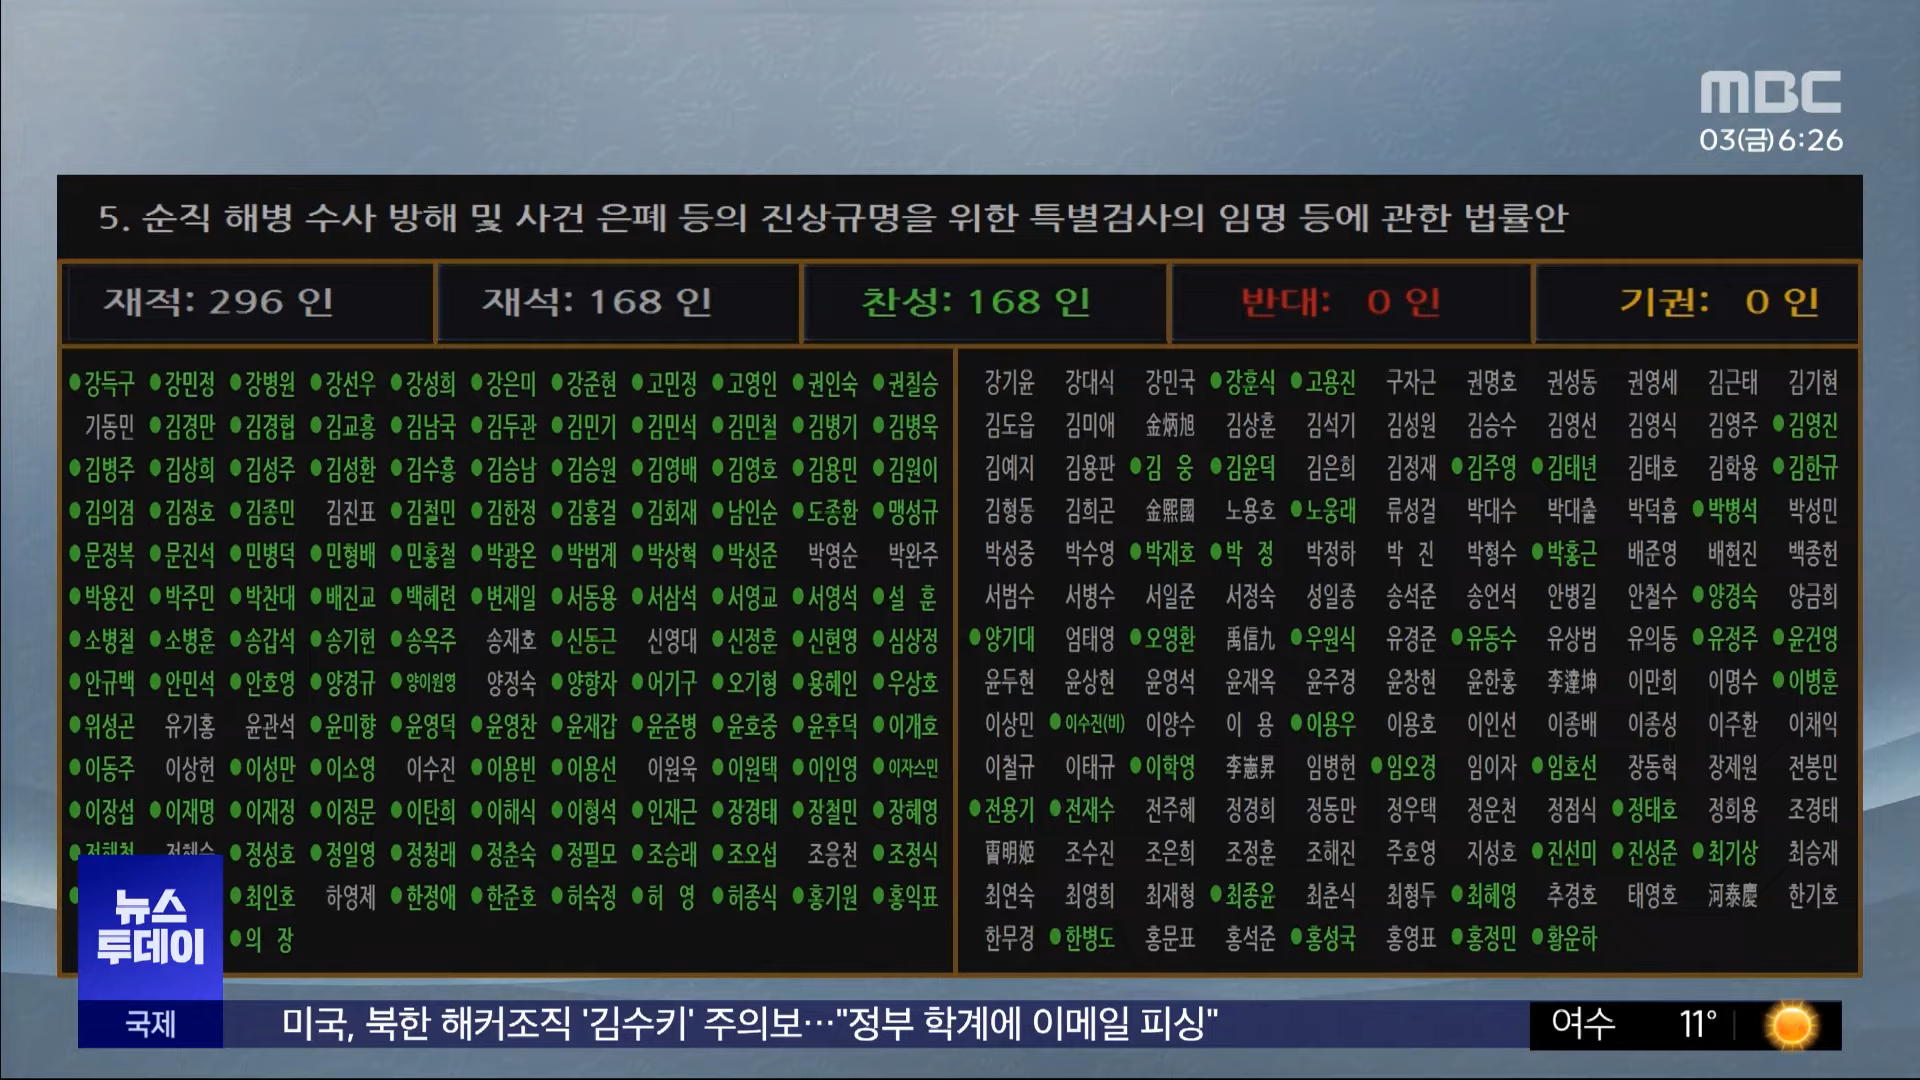 MBC
03(금)6:26
5. 순직 해병 수사 방해 및 사건 은폐 등의 진상규명을 위한 특별검사의 임명 등에 관한 법률안
재적: 296 인 재석: 168 인 찬성: 168 인 반대: 0 인 기권: 0 인
강득구 강민정 강병원 강선우 강성희 강은미 강준현 고민정 고영인 권인숙 권칠승
기동민 김경만 김경협 김교흥 김남국 김두관 김민기 김민석 김민철 김병기 김병욱
김병주 김상희 김성주 김성환 김수흥 김승남 김승원 김영배 김영호 김용민 김원이
김의겸 김정호 김종민 김진표 김철민 김한정 김홍걸 김회재 남인순 도종환 맹성규
문정복 문진석 민병덕 민형배 민홍철 박광온 박범계 박상혁 박성준 박영순 박완주
박용진 박주민 박찬대 배진교 백혜련 변재일 서동용 서삼석 서영교 서영석 설 훈
소병철 소병훈 송갑석 송기헌 송옥주 송재호 신동근 신영대 신정훈 신현영 심상정
안규백 안민석 안호영 양경규 양이원영 양정숙 양향자 어기구 오기형 용혜인 우상호
위성곤 유기홍 윤관석 윤미향 윤영덕 윤영찬 윤재갑 윤준병 윤호중 윤후덕 이개호
이동주 이상헌 이성만 이소영 이수진 이용빈 이용선 이원욱 이원택 이인영 이자스민
이장섭 이재명 이재정 이정문 이탄희 이해식 이형석 인재근 장경태 장철민 장혜영
정성호 정일영 정청래 정춘숙 정필모 조승래 조오섭 조응천 조정식
최인호 하영제 한정애 한준호 허숙정 허 영 허종식 홍기원 홍익표
의 장
강기윤 강대식 강민국 강훈식 고용진 구자근 권명호 권성동 권영세 김근태 김기현
김도읍 김미애 金炳旭 김상훈 김석기 김성원 김승수 김영선 김영식 김영주 김영진
김예지 김용판 김 웅 김윤덕 김은희 김정재 김주영 김태년 김태호 김학용 김한규
김형동 김희곤 金熙國 노용호 노웅래 류성걸 박대수 박대출 박덕흠 박병석 박성민
박성중 박수영 박재호 박 정 박정하 박 진 박형수 박홍근 배준영 배현진 백종헌
서범수 서병수 서일준 서정숙 성일종 송석준 송언석 안병길 안철수 양경숙 양금희
양기대 엄태영 오영환 禹信九 우원식 유경준 유동수 유상범 유의동 유정주 윤건영
윤두현 윤상현 윤영석 윤재옥 윤주경 윤창현 윤한홍 李達坤 이만희 이명수 이병훈
이상민 이수진(비) 이양수 이 용 이용우 이용호 이인선 이종배 이종성 이주환 이채익
이철규 이태규 이학영 李憲昇 임병헌 임오경 임이자 임호선 장동혁 장제원 전봉민
전용기 전재수 전주혜 정경희 정동만 정우택 정운천 정점식 정태호 정희용 조경태
曺明姬 조수진 조은희 조정훈 조해진 주호영 지성호 진선미 진성준 최기상 최승재
최연숙 최영희 최재형 최종윤 최춘식 최형두 최혜영 추경호 태영호 河泰慶 한기호
한무경 한병도 홍문표 홍석준 홍성국 홍영표 홍정민 황운하
뉴스
투데이
국제 미국, 북한 해커조직 '김수키' 주의보…"정부 학계에 이메일 피싱" 여수 11°